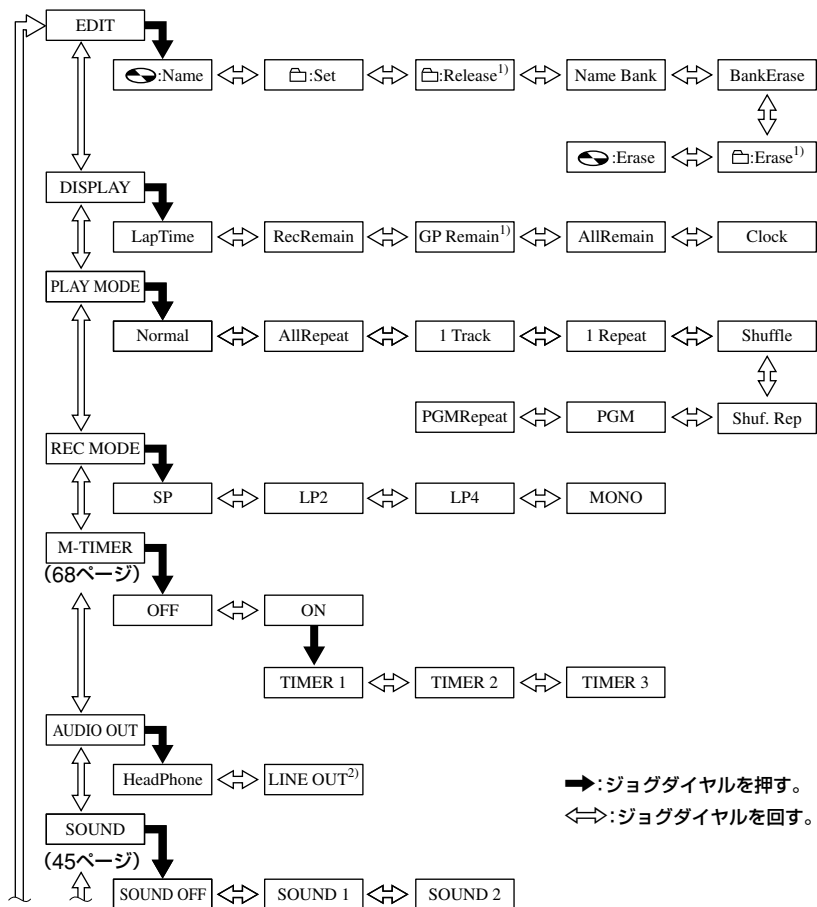 EDIT
:Name :Set :Release1) Name Bank BankErase
:Erase :Erase1)
DISPLAY
LapTime RecRemain GP Remain1) AllRemain Clock
PLAY MODE
Normal AllRepeat 1 Track 1 Repeat Shuffle
PGMRepeat PGM Shuf. Rep
REC MODE
SP LP2 LP4 MONO
M-TIMER
(68ページ)
OFF ON
TIMER 1 TIMER 2 TIMER 3
AUDIO OUT
HeadPhone LINE OUT2)
:ジョグダイヤルを押す。
:ジョグダイヤルを回す。
SOUND
(45ページ)
SOUND OFF SOUND 1 SOUND 2